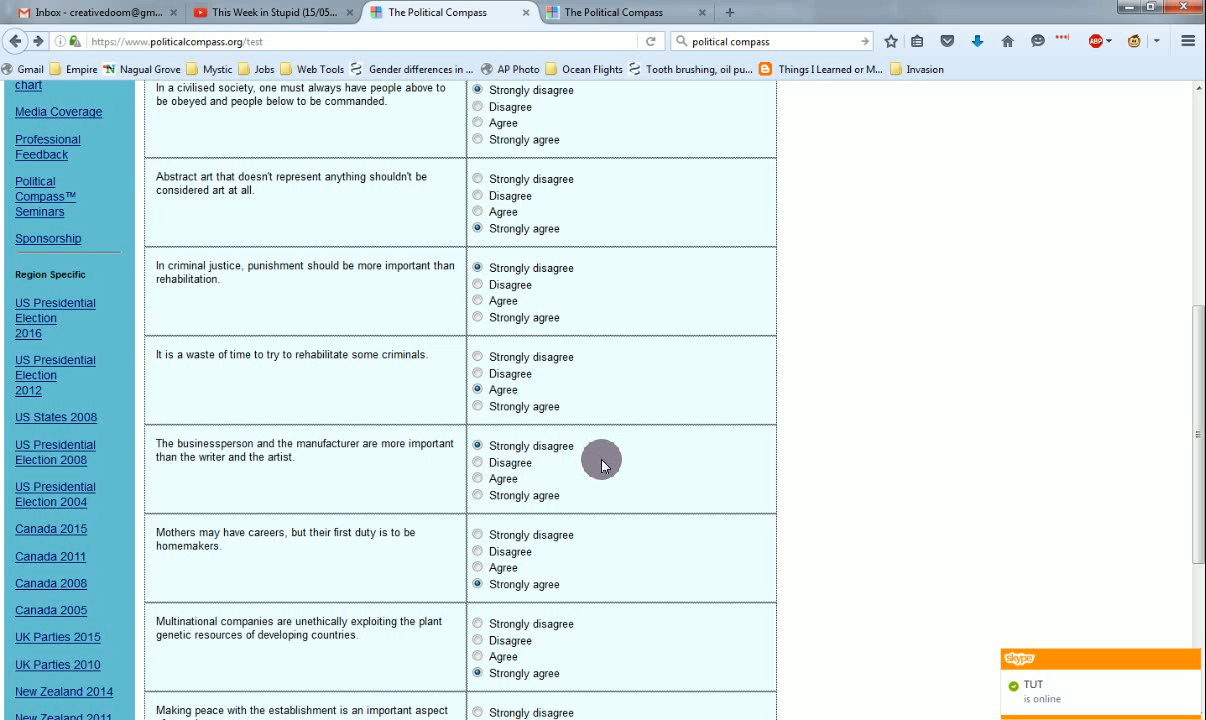 Inbox - creativedoom@gm...
This Week in Stupid (15/05...
The Political Compass
The Political Compass
https://www.politicalcompass.org/test
political compass
ABP
Gmail
Empire
Nagual Grove
Mystic
Jobs
Web Tools
Gender differences in ...
AP Photo
Ocean Flights
Tooth brushing, oil pu...
Things I Learned or M...
Invasion
chart
Media Coverage
Professional
Feedback
Political
Compass™
Seminars
Sponsorship
Region Specific
US Presidential
Election
2016
US Presidential
Election
2012
US States 2008
US Presidential
Election 2008
US Presidential
Election 2004
Canada 2015
Canada 2011
Canada 2008
Canada 2005
UK Parties 2015
UK Parties 2010
New Zealand 2014
New Zealand 2011
In a civilised society, one must always have people above to
be obeyed and people below to be commanded.
Strongly disagree
Disagree
Agree
Strongly agree
Abstract art that doesn't represent anything shouldn't be
considered art at all.
Strongly disagree
Disagree
Agree
Strongly agree
In criminal justice, punishment should be more important than
rehabilitation.
Strongly disagree
Disagree
Agree
Strongly agree
It is a waste of time to try to rehabilitate some criminals.
Strongly disagree
Disagree
Agree
Strongly agree
The businessperson and the manufacturer are more important
than the writer and the artist.
Strongly disagree
Disagree
Agree
Strongly agree
Mothers may have careers, but their first duty is to be
homemakers.
Strongly disagree
Disagree
Agree
Strongly agree
Multinational companies are unethically exploiting the plant
genetic resources of developing countries.
Strongly disagree
Disagree
Agree
Strongly agree
Making peace with the establishment is an important aspect
Strongly disagree
skype
TUT
is online